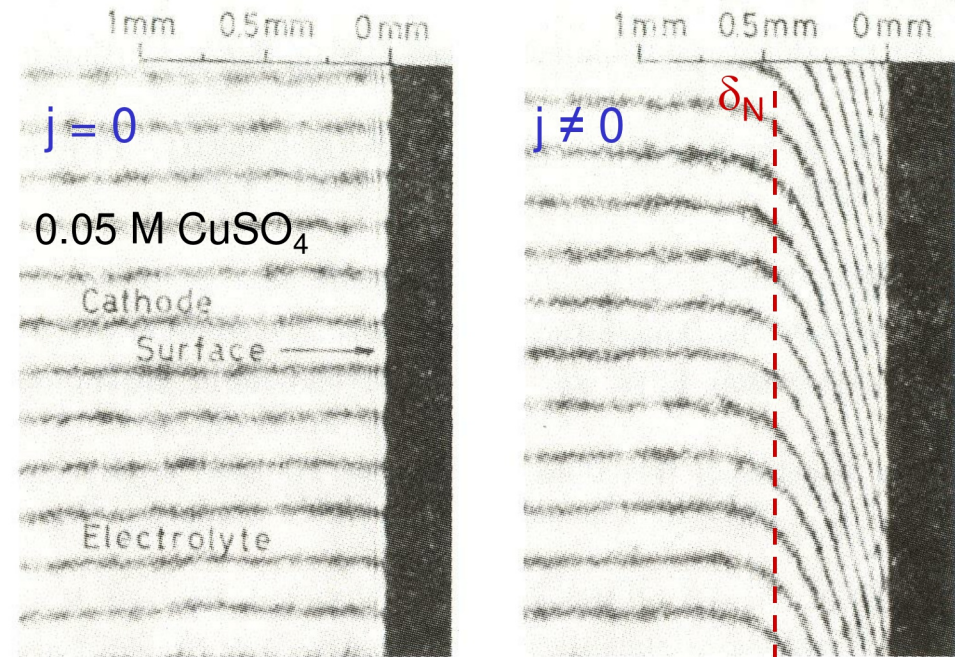 1mm 0.5mm 0mm
j = 0
0.05 M CuSO₄
Cathode
Surface
Electrolyte
1mm 0.5mm 0mm
δN
j ≠ 0